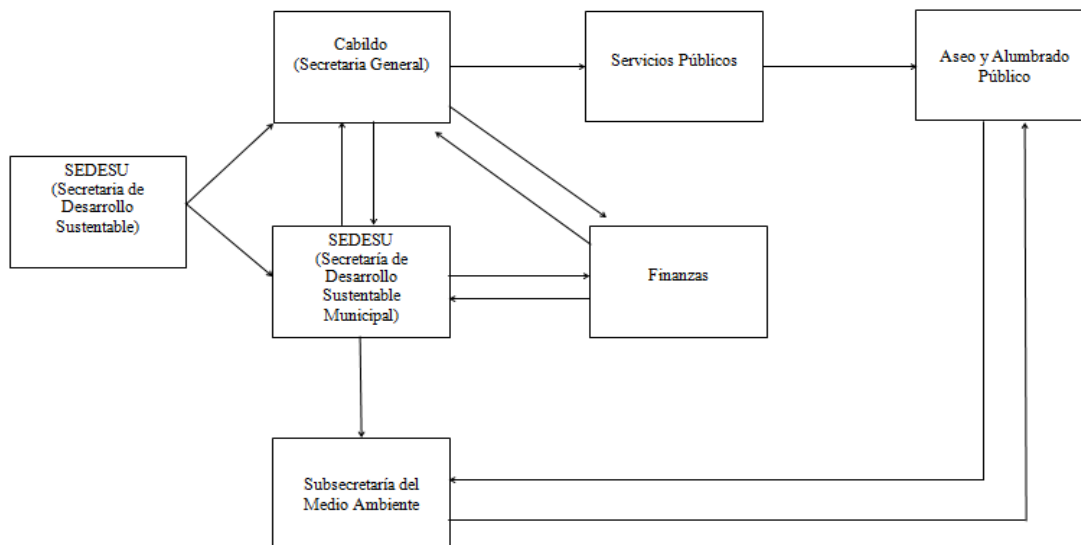 Cabildo
(Secretaria General)
Servicios Públicos
Aseo y Alumbrado
Público
SEDESU
(Secretaria de
Desarrollo
Sustentable)
SEDESU
(Secretaría de
Desarrollo
Sustentable
Municipal)
Finanzas
Subsecretaría del
Medio Ambiente